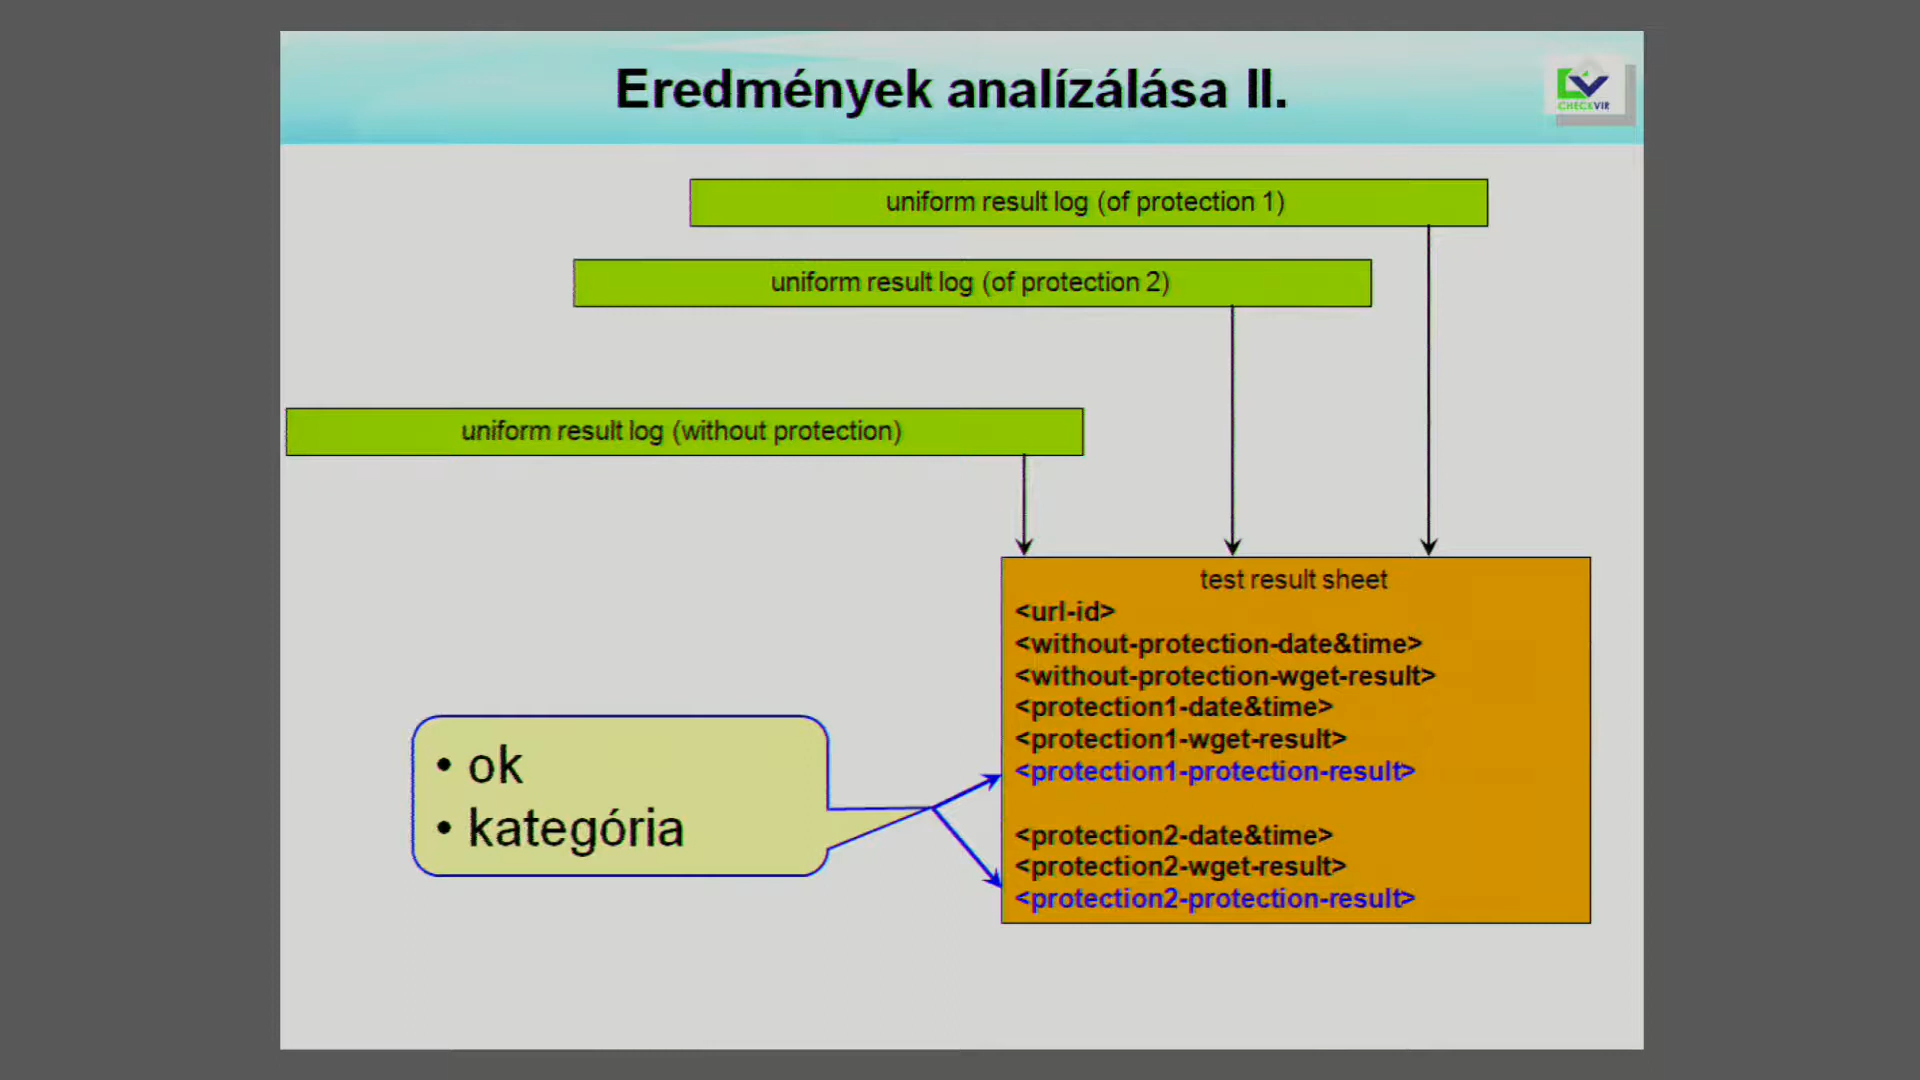 Eredmények analízálása II.
CHECKVIR
uniform result log (of protection 1)
uniform result log (of protection 2)
uniform result log (without protection)
test result sheet
<url-id>
<without-protection-date&time>
<without-protection-wget-result>
<protection1-date&time>
<protection1-wget-result>
<protection1-protection-result>
<protection2-date&time>
<protection2-wget-result>
<protection2-protection-result>
• ok
• kategória